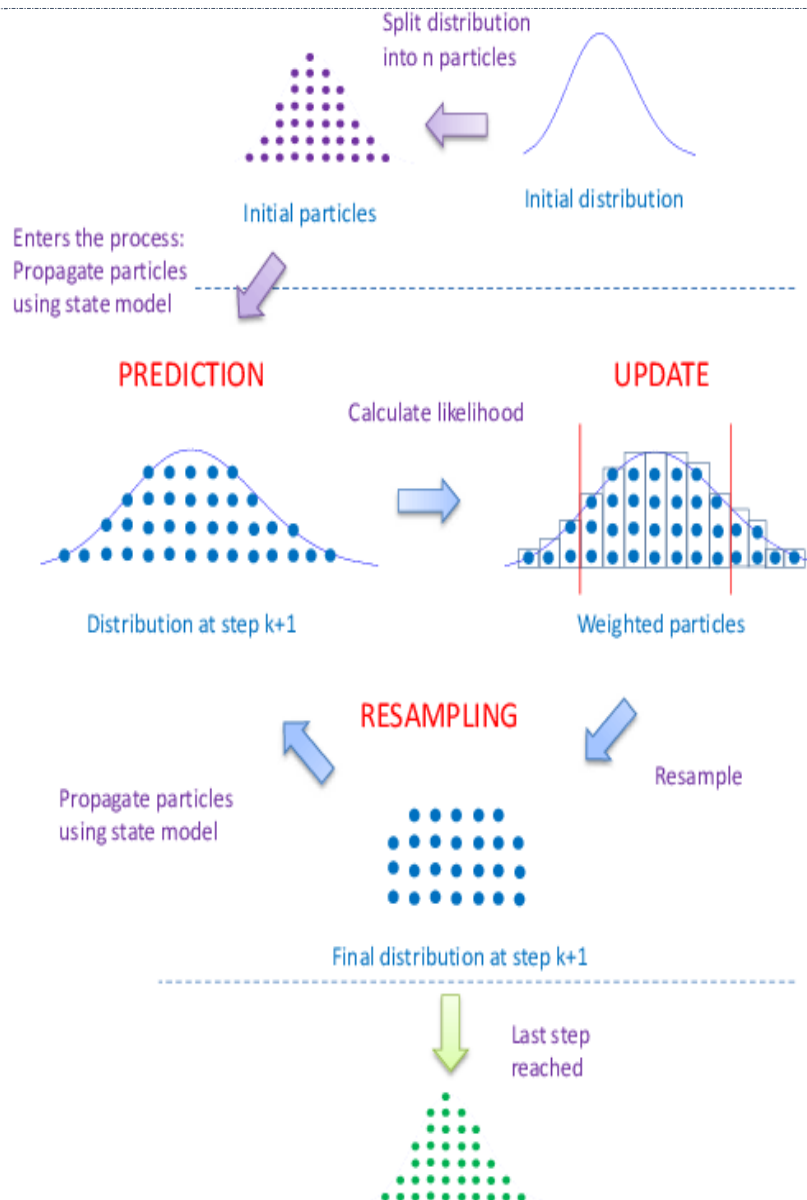 Split distribution
into n particles
Initial particles
Initial distribution
Enters the process:
Propagate particles
using state model
PREDICTION
UPDATE
Calculate likelihood
Distribution at step k+1
Weighted particles
RESAMPLING
Resample
Propagate particles
using state model
Final distribution at step k+1
Last step
reached